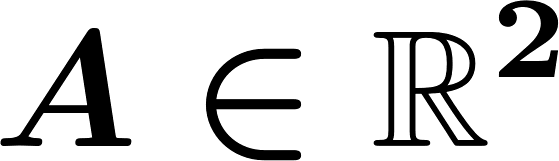 A ∈ ℝ²